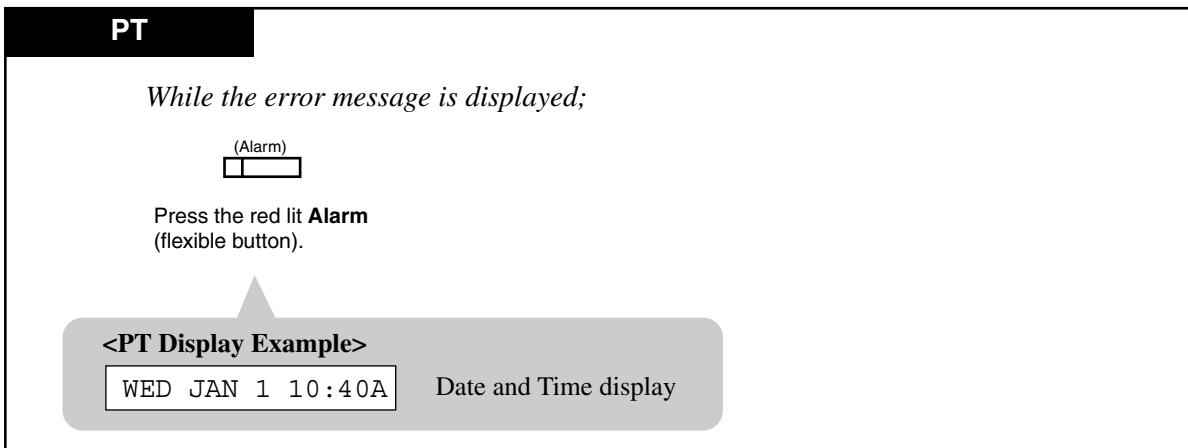 PT
While the error message is displayed;
(Alarm)
Press the red lit Alarm
(flexible button).
<PT Display Example>
WED JAN 1 10:40A Date and Time display